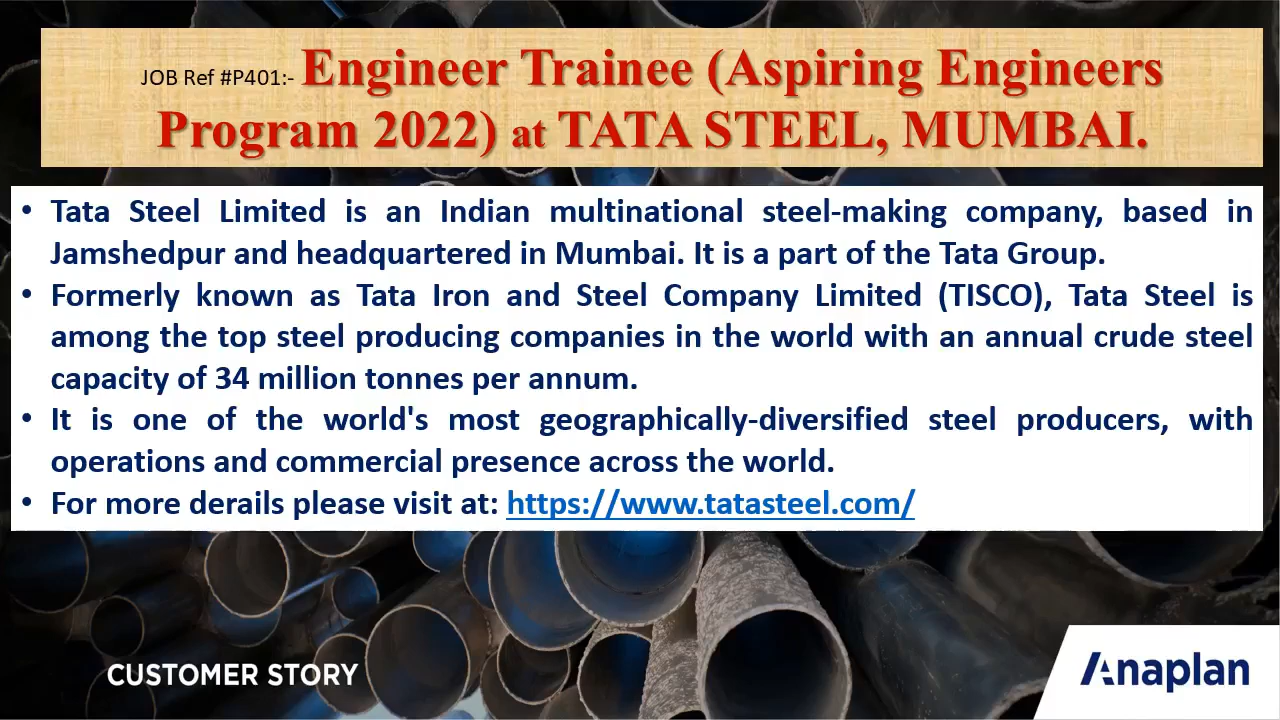 JOB Ref #P401:- Engineer Trainee (Aspiring Engineers
Program 2022) at TATA STEEL, MUMBAI.
• Tata Steel Limited is an Indian multinational steel-making company, based in
Jamshedpur and headquartered in Mumbai. It is a part of the Tata Group.
• Formerly known as Tata Iron and Steel Company Limited (TISCO), Tata Steel is
among the top steel producing companies in the world with an annual crude steel
capacity of 34 million tonnes per annum.
• It is one of the world's most geographically-diversified steel producers, with
operations and commercial presence across the world.
• For more derails please visit at: https://www.tatasteel.com/
CUSTOMER STORY
Anaplan